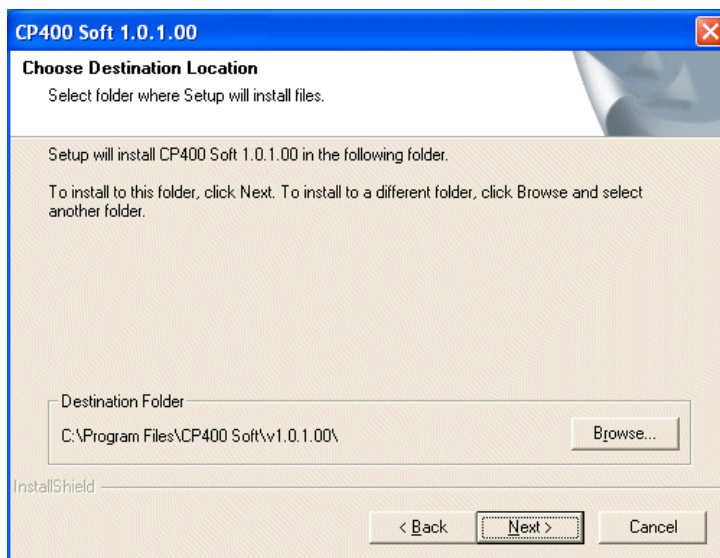 CP400 Soft 1.0.1.00
Choose Destination Location
Select folder where Setup will install files.
Setup will install CP400 Soft 1.0.1.00 in the following folder.
To install to this folder, click Next. To install to a different folder, click Browse and select
another folder.
Destination Folder
C:\Program Files\CP400 Soft\v1.0.1.00\
Browse...
InstallShield
< Back
Next >
Cancel